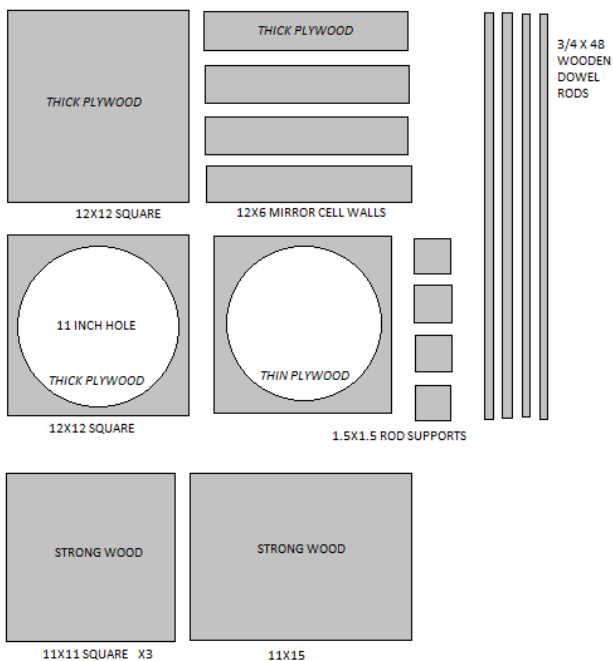 THICK PLYWOOD
3/4 X 48
WOODEN
DOWEL
RODS
THICK PLYWOOD
12X12 SQUARE
12X6 MIRROR CELL WALLS
11 INCH HOLE
THICK PLYWOOD
THIN PLYWOOD
12X12 SQUARE
1.5X1.5 ROD SUPPORTS
STRONG WOOD
STRONG WOOD
11X11 SQUARE X3
11X15